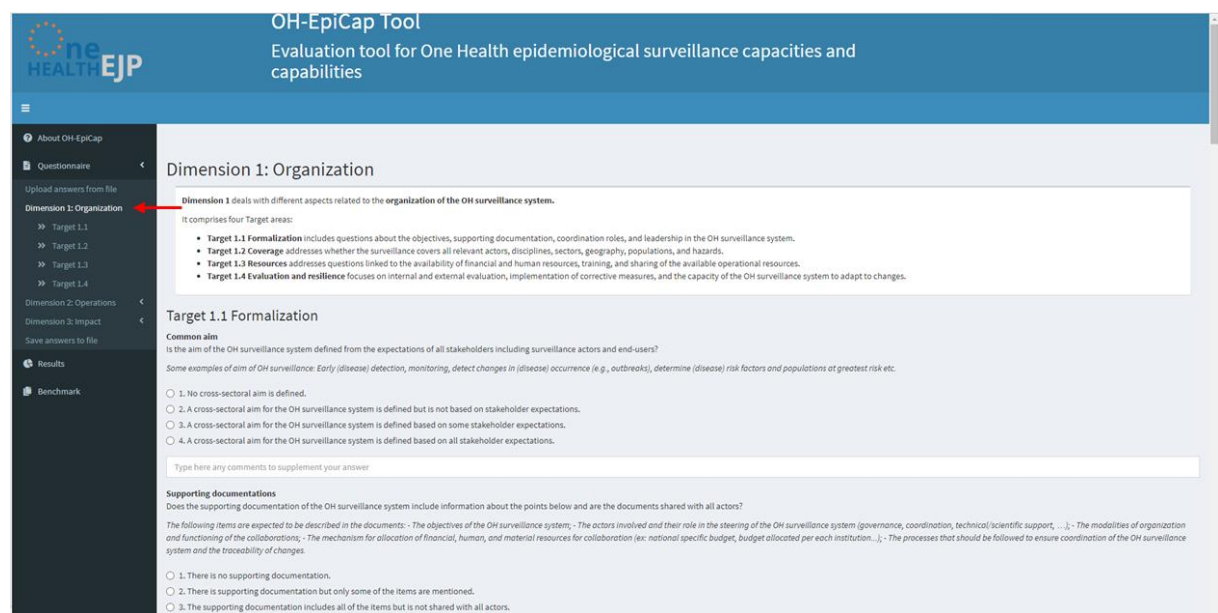 One
HEALTH EJP
OH-EpiCap Tool
Evaluation tool for One Health epidemiological surveillance capacities and
capabilities
About OH-EpiCap
Questionnaire
Upload answers from file
Dimension 1: Organization
Target 1.1
Target 1.2
Target 1.3
Target 1.4
Dimension 2: Operations
Dimension 3: Impact
Save answers to file
Results
Benchmark
Dimension 1: Organization
Dimension 1 deals with different aspects related to the organization of the OH surveillance system.
It comprises four Target areas:
• Target 1.1 Formalization includes questions about the objectives, supporting documentation, coordination roles, and leadership in the OH surveillance system.
• Target 1.2 Coverage addresses whether the surveillance covers all relevant actors, disciplines, sectors, geography, populations, and hazards.
• Target 1.3 Resources addresses questions linked to the availability of financial and human resources, training, and sharing of the available operational resources.
• Target 1.4 Evaluation and resilience focuses on internal and external evaluation, implementation of corrective measures, and the capacity of the OH surveillance system to adapt to changes.
Target 1.1 Formalization
Common aim
Is the aim of the OH surveillance system defined from the expectations of all stakeholders including surveillance actors and end-users?
Some examples of aim of OH surveillance: Early (disease) detection, monitoring, detect changes in (disease) occurrence (e.g., outbreaks), determine (disease) risk factors and populations at greatest risk etc.
1. No cross-sectoral aim is defined.
2. A cross-sectoral aim for the OH surveillance system is defined but is not based on stakeholder expectations.
3. A cross-sectoral aim for the OH surveillance system is defined based on some stakeholder expectations.
4. A cross-sectoral aim for the OH surveillance system is defined based on all stakeholder expectations.
Type here any comments to supplement your answer
Supporting documentations
Does the supporting documentation of the OH surveillance system include information about the points below and are the documents shared with all actors?
The following items are expected to be described in the documents: - The objectives of the OH surveillance system; - The actors involved and their role in the steering of the OH surveillance system (governance, coordination, technical/scientific support, …); - The modalities of organization
and functioning of the collaborations; - The mechanism for allocation of financial, human, and material resources for collaboration (ex: national specific budget, budget allocated per each institution...); - The processes that should be followed to ensure coordination of the OH surveillance
system and the traceability of changes.
1. There is no supporting documentation.
2. There is supporting documentation but only some of the items are mentioned.
3. The supporting documentation includes all of the items but is not shared with all actors.